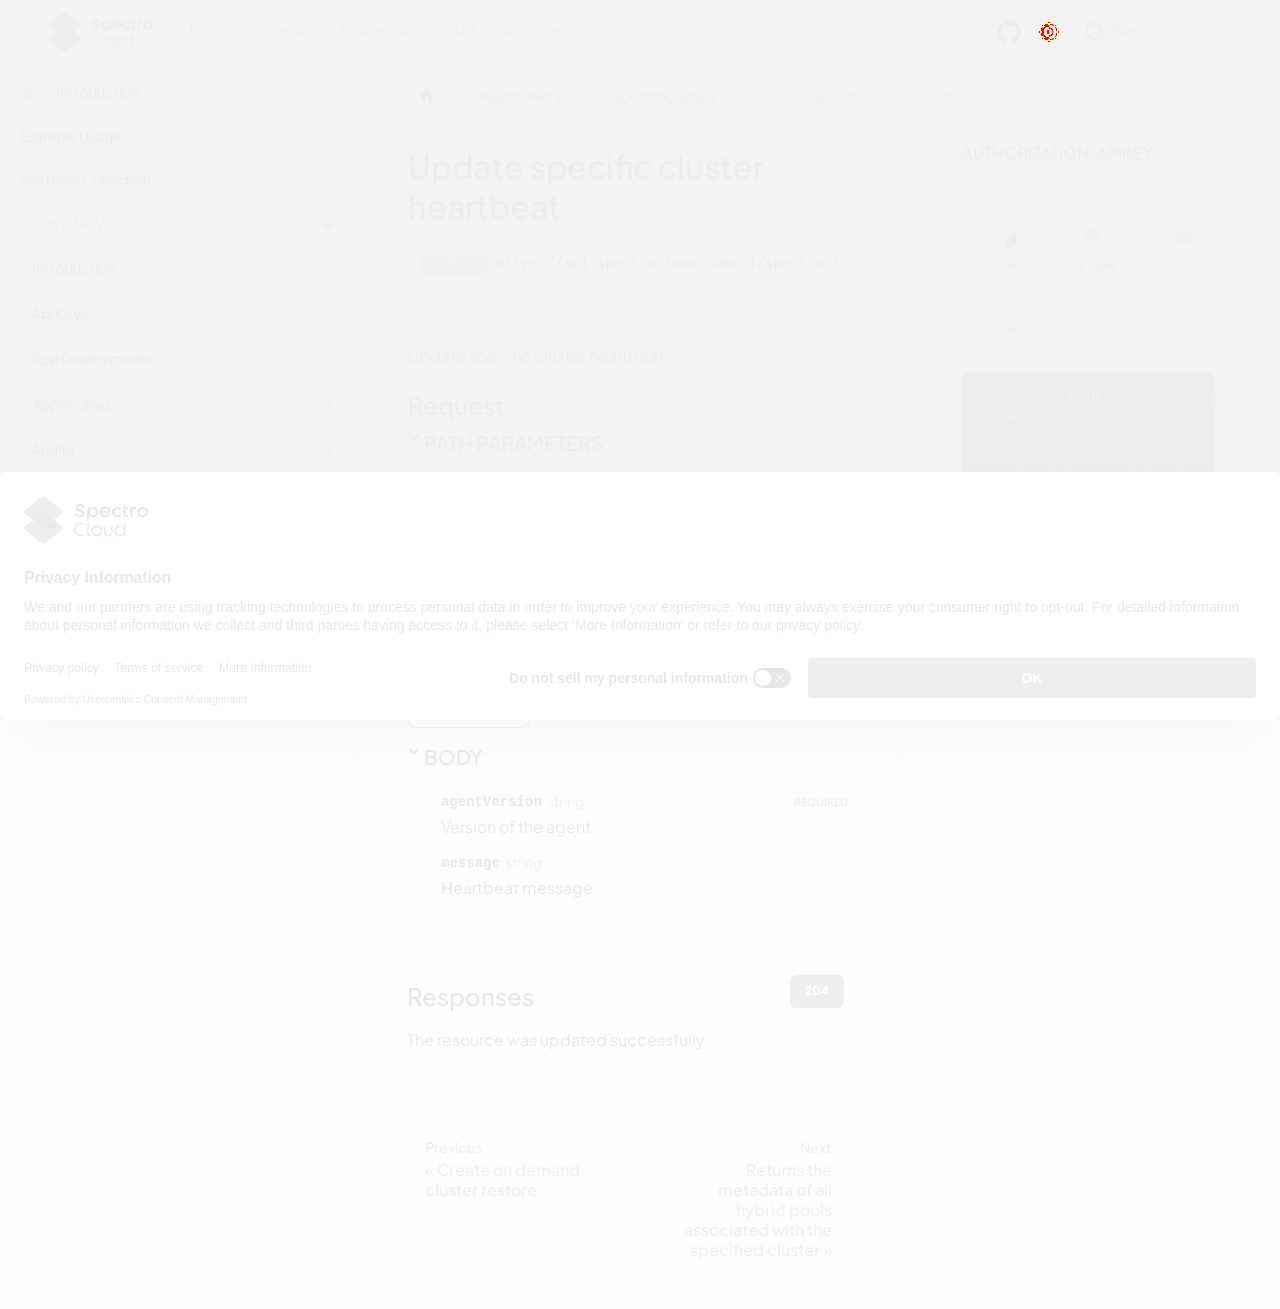 Spectro Cloud
Docs Tutorials Downloads API latest
Search
Introduction
Example Usage
Postman Collection
Palette API V1
Introduction
Api Keys
App Deployments
App Profiles
Audits
Palette API V1
Spectroclusters
Update specific cluster heartbeat
Update specific cluster
heartbeat
https://api.spectrocloud.com/v1/spectroclu
Update specific cluster heartbeat
Request
PATH PARAMETERS
AUTHORIZATION: APIKEY
CURL
PYTHON
GO
CURL
Spectro
Cloud
Privacy Information
We and our partners are using tracking technologies to process personal data in order to improve your experience. You may always exercise your consumer right to opt-out. For detailed information
about personal information we collect and third parties having access to it, please select ‘More Information’ or refer to our privacy policy.
Privacy policy Terms of service More Information
Do not sell my personal information
OK
Powered by Usercentrics Consent Management
BODY
agentVersion string REQUIRED
Version of the agent
message string
Heartbeat message
Responses
204
The resource was updated successfully
Previous
« Create on demand
cluster restore
Next
Returns the
metadata of all
hybrid pools
associated with the
specified cluster »